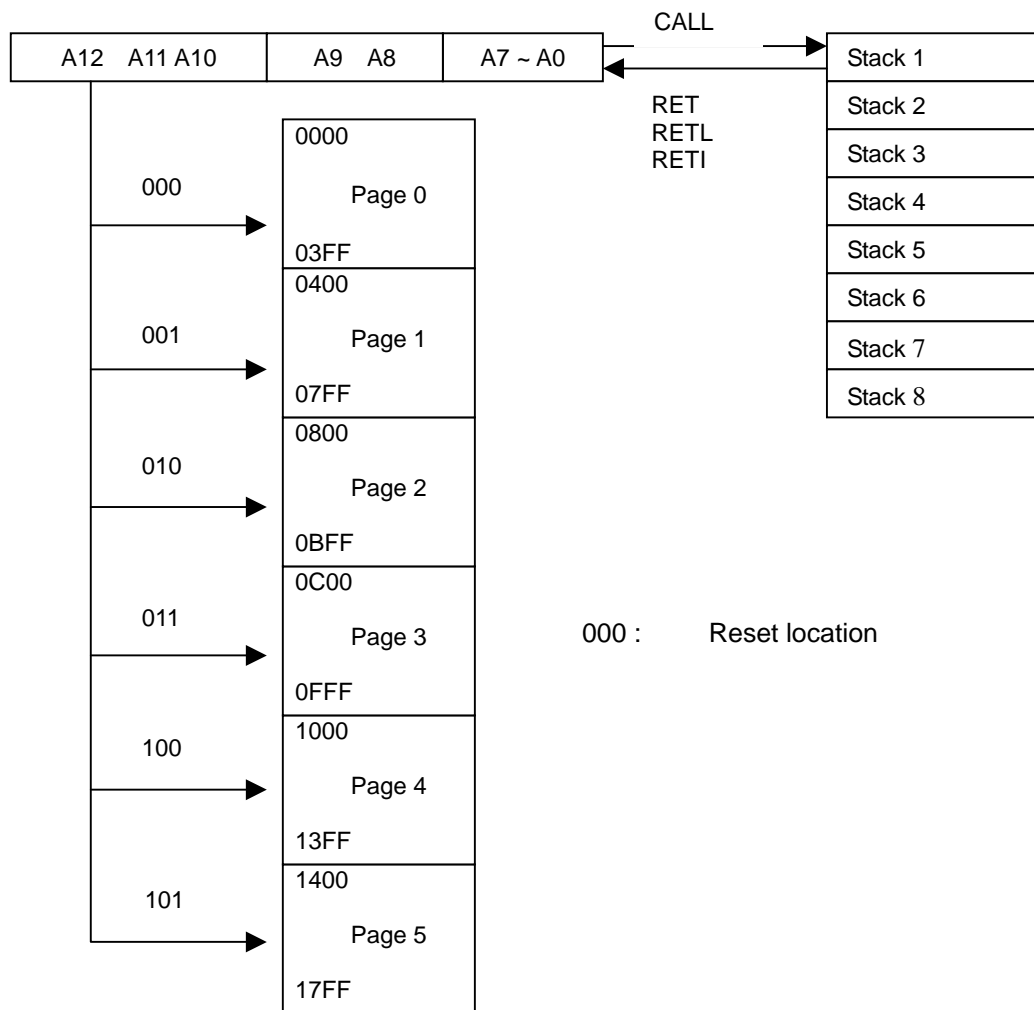 CALL
A12 A11 A10 A9 A8 A7 ~ A0
Stack 1
RET
RETL
RETI
Stack 2
Stack 3
Stack 4
Stack 5
Stack 6
Stack 7
Stack 8
000
0000
Page 0
03FF
001
0400
Page 1
07FF
010
0800
Page 2
0BFF
011
0C00
Page 3
0FFF
000 : Reset location
100
1000
Page 4
13FF
101
1400
Page 5
17FF